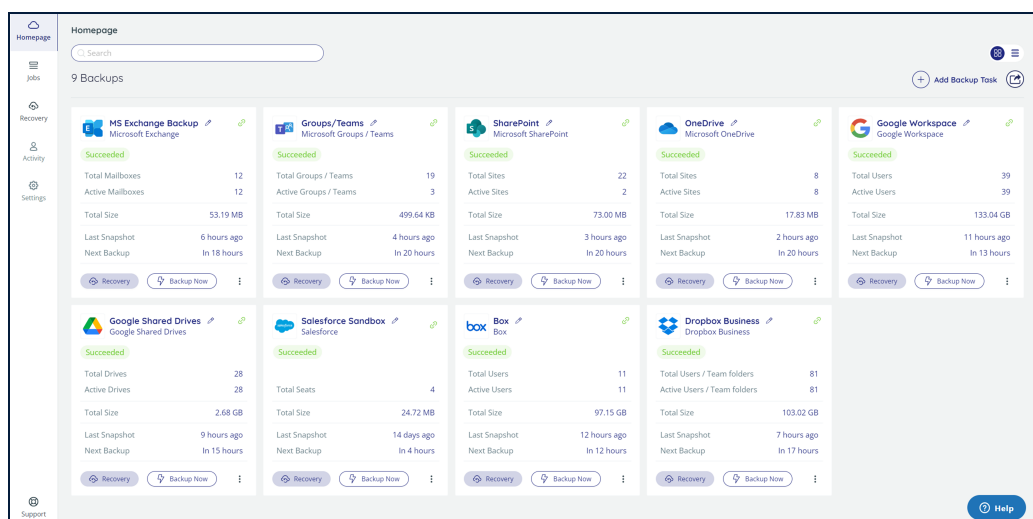 Homepage
Jobs
Recovery
Activity
Settings
Support
Homepage
Search
9 Backups
Add Backup Task
MS Exchange Backup
Microsoft Exchange
Succeeded
Total Mailboxes 12
Active Mailboxes 12
Total Size 53.19 MB
Last Snapshot 6 hours ago
Next Backup In 18 hours
Recovery Backup Now
Groups/Teams
Microsoft Groups / Teams
Succeeded
Total Groups / Teams 19
Active Groups / Teams 3
Total Size 499.64 KB
Last Snapshot 4 hours ago
Next Backup In 20 hours
Recovery Backup Now
SharePoint
Microsoft SharePoint
Succeeded
Total Sites 22
Active Sites 2
Total Size 73.00 MB
Last Snapshot 3 hours ago
Next Backup In 20 hours
Recovery Backup Now
OneDrive
Microsoft OneDrive
Succeeded
Total Sites 8
Active Sites 8
Total Size 17.83 MB
Last Snapshot 2 hours ago
Next Backup In 20 hours
Recovery Backup Now
Google Workspace
Google Workspace
Succeeded
Total Users 39
Active Users 39
Total Size 133.04 GB
Last Snapshot 11 hours ago
Next Backup In 13 hours
Recovery Backup Now
Google Shared Drives
Google Shared Drives
Succeeded
Total Drives 28
Active Drives 28
Total Size 2.68 GB
Last Snapshot 9 hours ago
Next Backup In 15 hours
Recovery Backup Now
salesforce
Salesforce Sandbox
Salesforce
Succeeded
Total Seats 4
Total Size 24.72 MB
Last Snapshot 14 days ago
Next Backup In 4 hours
Recovery Backup Now
box
Box
Box
Succeeded
Total Users 11
Active Users 11
Total Size 97.15 GB
Last Snapshot 12 hours ago
Next Backup In 12 hours
Recovery Backup Now
Dropbox Business
Dropbox Business
Succeeded
Total Users / Team folders 81
Active Users / Team folders 81
Total Size 103.02 GB
Last Snapshot 7 hours ago
Next Backup In 17 hours
Recovery Backup Now
Help